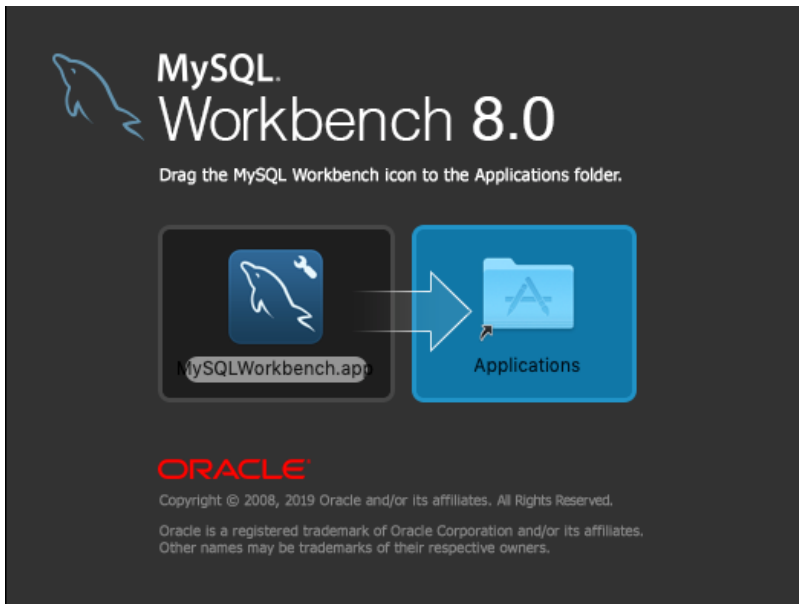 MySQL.
Workbench 8.0
Drag the MySQL Workbench icon to the Applications folder.
MySQLWorkbench.app
Applications
ORACLE®
Copyright © 2008, 2019 Oracle and/or its affiliates. All Rights Reserved.
Oracle is a registered trademark of Oracle Corporation and/or its affiliates.
Other names may be trademarks of their respective owners.